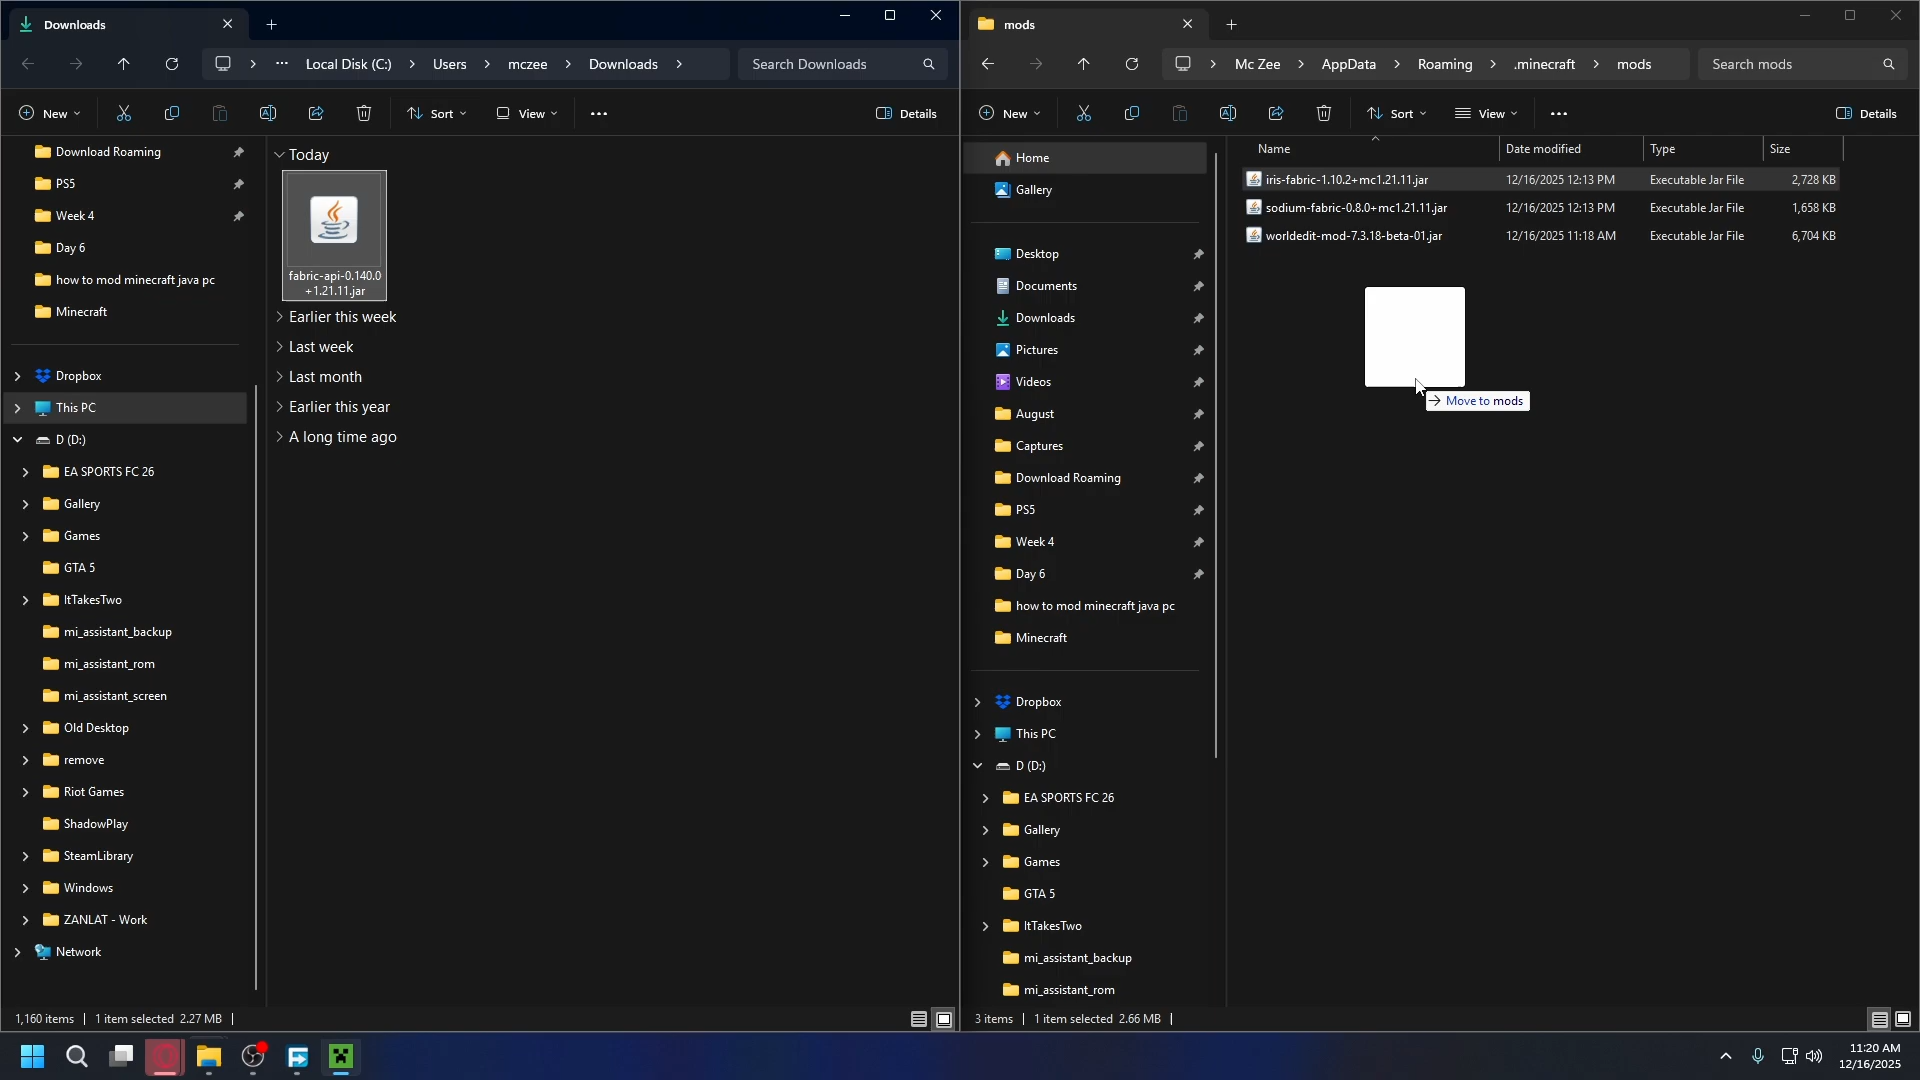 Downloads
Local Disk (C:) > Users > mczee > Downloads >
Search Downloads
New
Sort
View
Details
Download Roaming
PS5
Week 4
Day 6
how to mod minecraft java pc
Minecraft
Dropbox
This PC
D (D:)
EA SPORTS FC 26
Gallery
Games
GTA 5
ItTakesTwo
mi_assistant_backup
mi_assistant_rom
mi_assistant_screen
Old Desktop
remove
Riot Games
ShadowPlay
SteamLibrary
Windows
ZANLAT - Work
Network
Today
fabric-api-0.140.0
+1.21.11.jar
Earlier this week
Last week
Last month
Earlier this year
A long time ago
1,160 items
1 item selected 2.27 MB
mods
Mc Zee > AppData > Roaming > .minecraft > mods
Search mods
New
Sort
View
Details
Home
Gallery
Desktop
Documents
Downloads
Pictures
Videos
August
Captures
Download Roaming
PS5
Week 4
Day 6
how to mod minecraft java pc
Minecraft
Dropbox
This PC
D (D:)
EA SPORTS FC 26
Gallery
Games
GTA 5
ItTakesTwo
mi_assistant_backup
mi_assistant_rom
Name Date modified Type Size
iris-fabric-1.10.2+mc1.21.11.jar 12/16/2025 12:13 PM Executable Jar File 2,728 KB
sodium-fabric-0.8.0+mc1.21.11.jar 12/16/2025 12:13 PM Executable Jar File 1,658 KB
worldedit-mod-7.3.18-beta-01.jar 12/16/2025 11:18 AM Executable Jar File 6,704 KB
Move to mods
3 items
1 item selected 2.66 MB
11:20 AM
12/16/2025